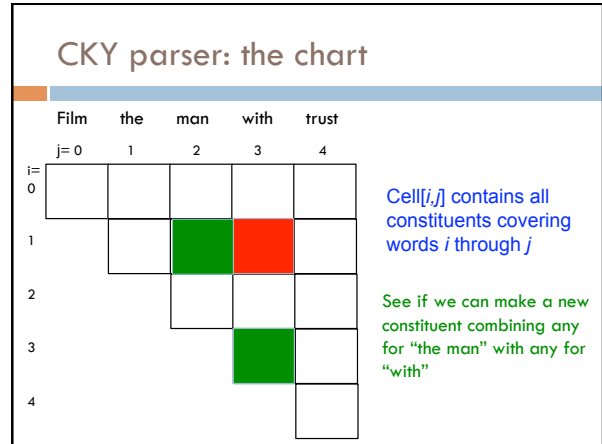 CKY parser: the chart
Film the man with trust
j= 0 1 2 3 4
i=
0
Cell[i,j] contains all
constituents covering
words i through j
1
2
See if we can make a new
constituent combining any
for “the man” with any for
“with”
3
4